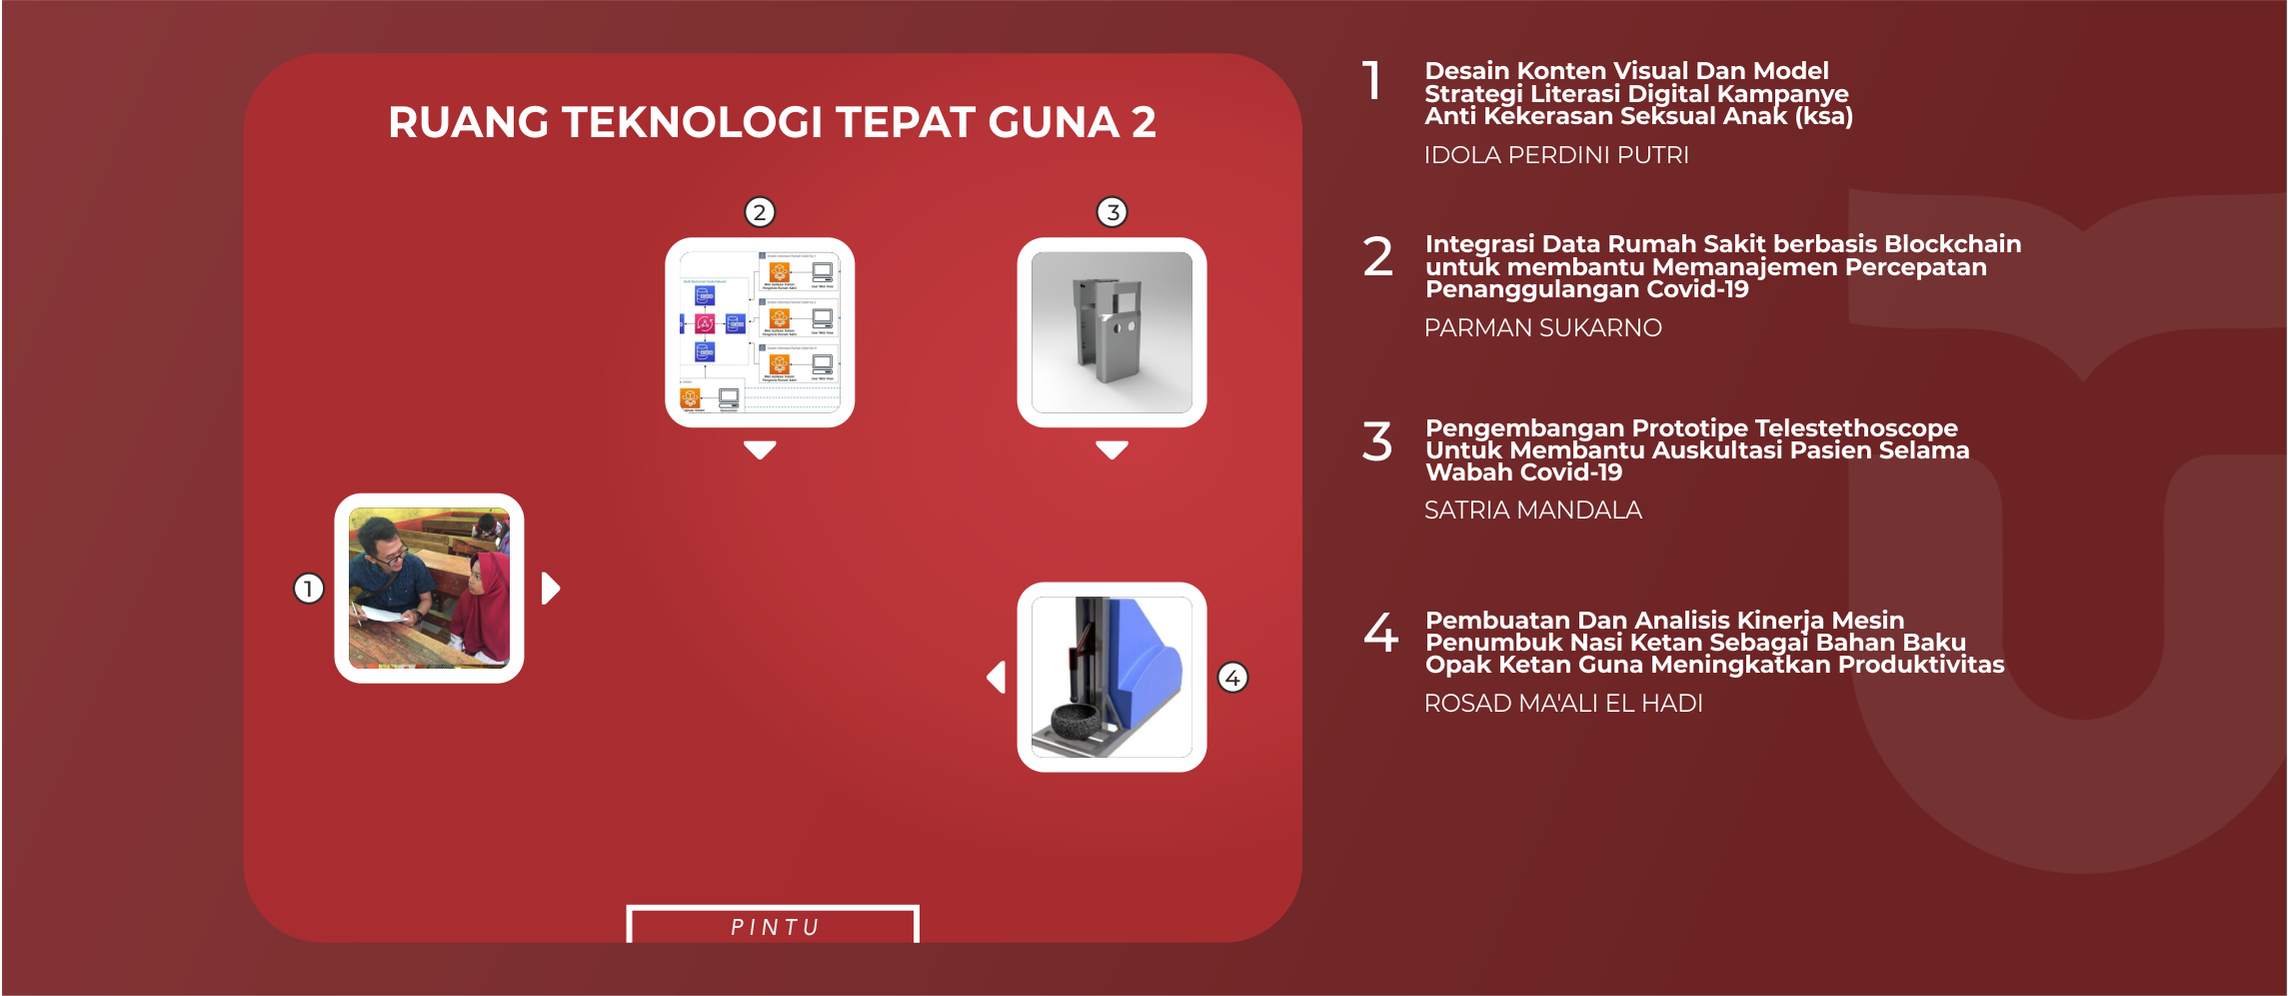 RUANG TEKNOLOGI TEPAT GUNA 2
2
3
1
4
PINTU
1
Desain Konten Visual Dan Model
Strategi Literasi Digital Kampanye
Anti Kekerasan Seksual Anak (ksa)
IDOLA PERDINI PUTRI
2
Integrasi Data Rumah Sakit berbasis Blockchain
untuk membantu Memanajemen Percepatan
Penanggulangan Covid-19
PARMAN SUKARNO
3
Pengembangan Prototipe Telestethoscope
Untuk Membantu Auskultasi Pasien Selama
Wabah Covid-19
SATRIA MANDALA
4
Pembuatan Dan Analisis Kinerja Mesin
Penumbuk Nasi Ketan Sebagai Bahan Baku
Opak Ketan Guna Meningkatkan Produktivitas
ROSAD MA'ALI EL HADI